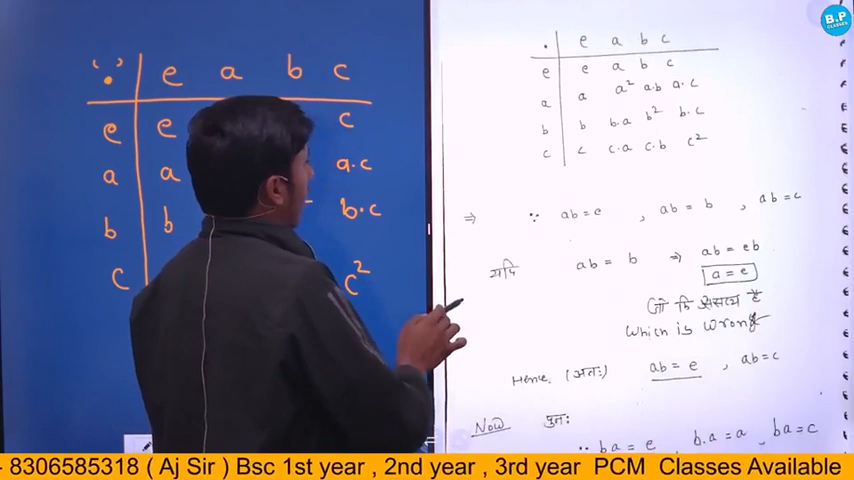 '•' e a b c
e e c
a a a·c
b b b·c
c c²
B.P
CLASSES
• e a b c
e e a b c
a a a² a·b a·c
b b b·a b² b·c
c c c·a c·b c²
⇒ ∵ ab = e , ab = b , ab = c
यदि ab = b ⇒ ab = eb
a = e
जो कि असत्य है
which is wrong
Hence (अतः) ab = e , ab = c
Now पुनः
∵ ba = e , b.a = a , ba = c
- 8306585318 ( Aj Sir ) Bsc 1st year , 2nd year , 3rd year PCM Classes Available